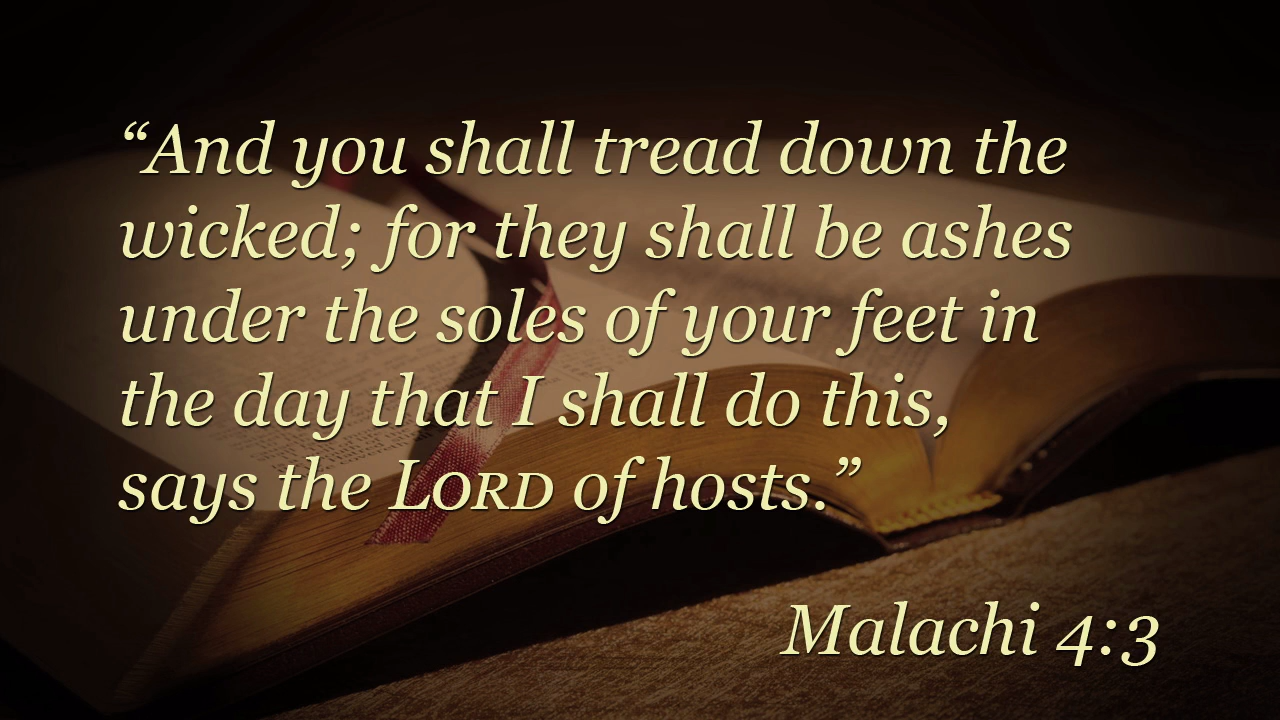 “And you shall tread down the
wicked; for they shall be ashes
under the soles of your feet in
the day that I shall do this,
says the LORD of hosts.”
Malachi 4:3